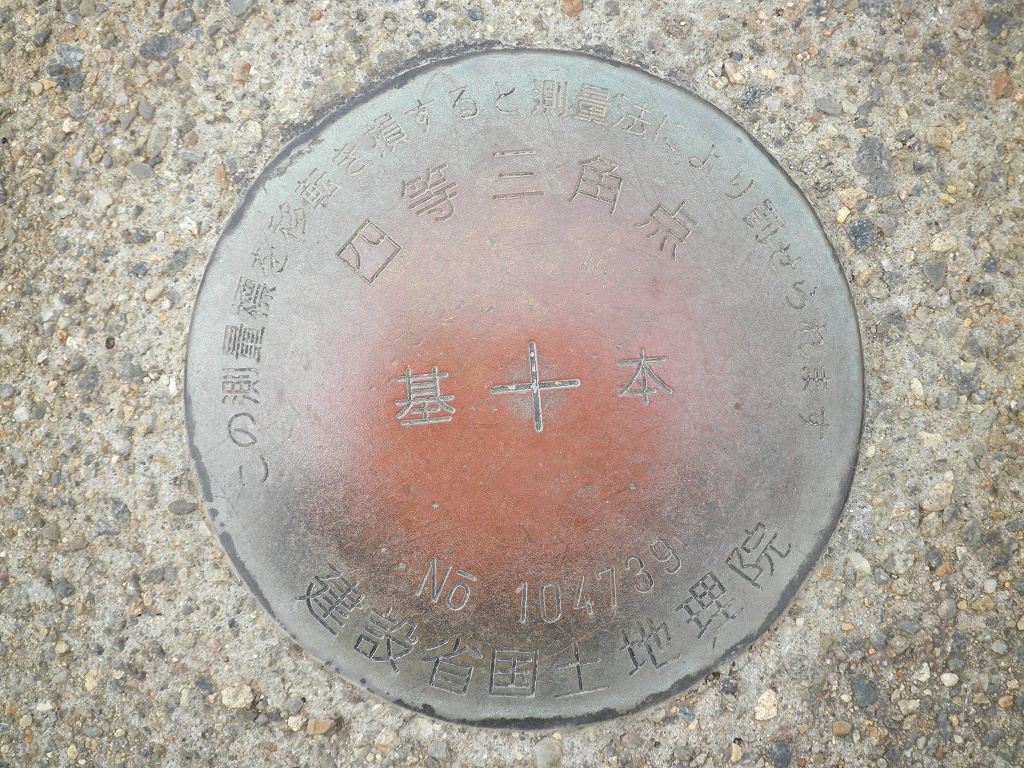 この測量標を移転き損すると測量法により罰せられます
四等三角点
基本
No 104739
建設省国土地理院